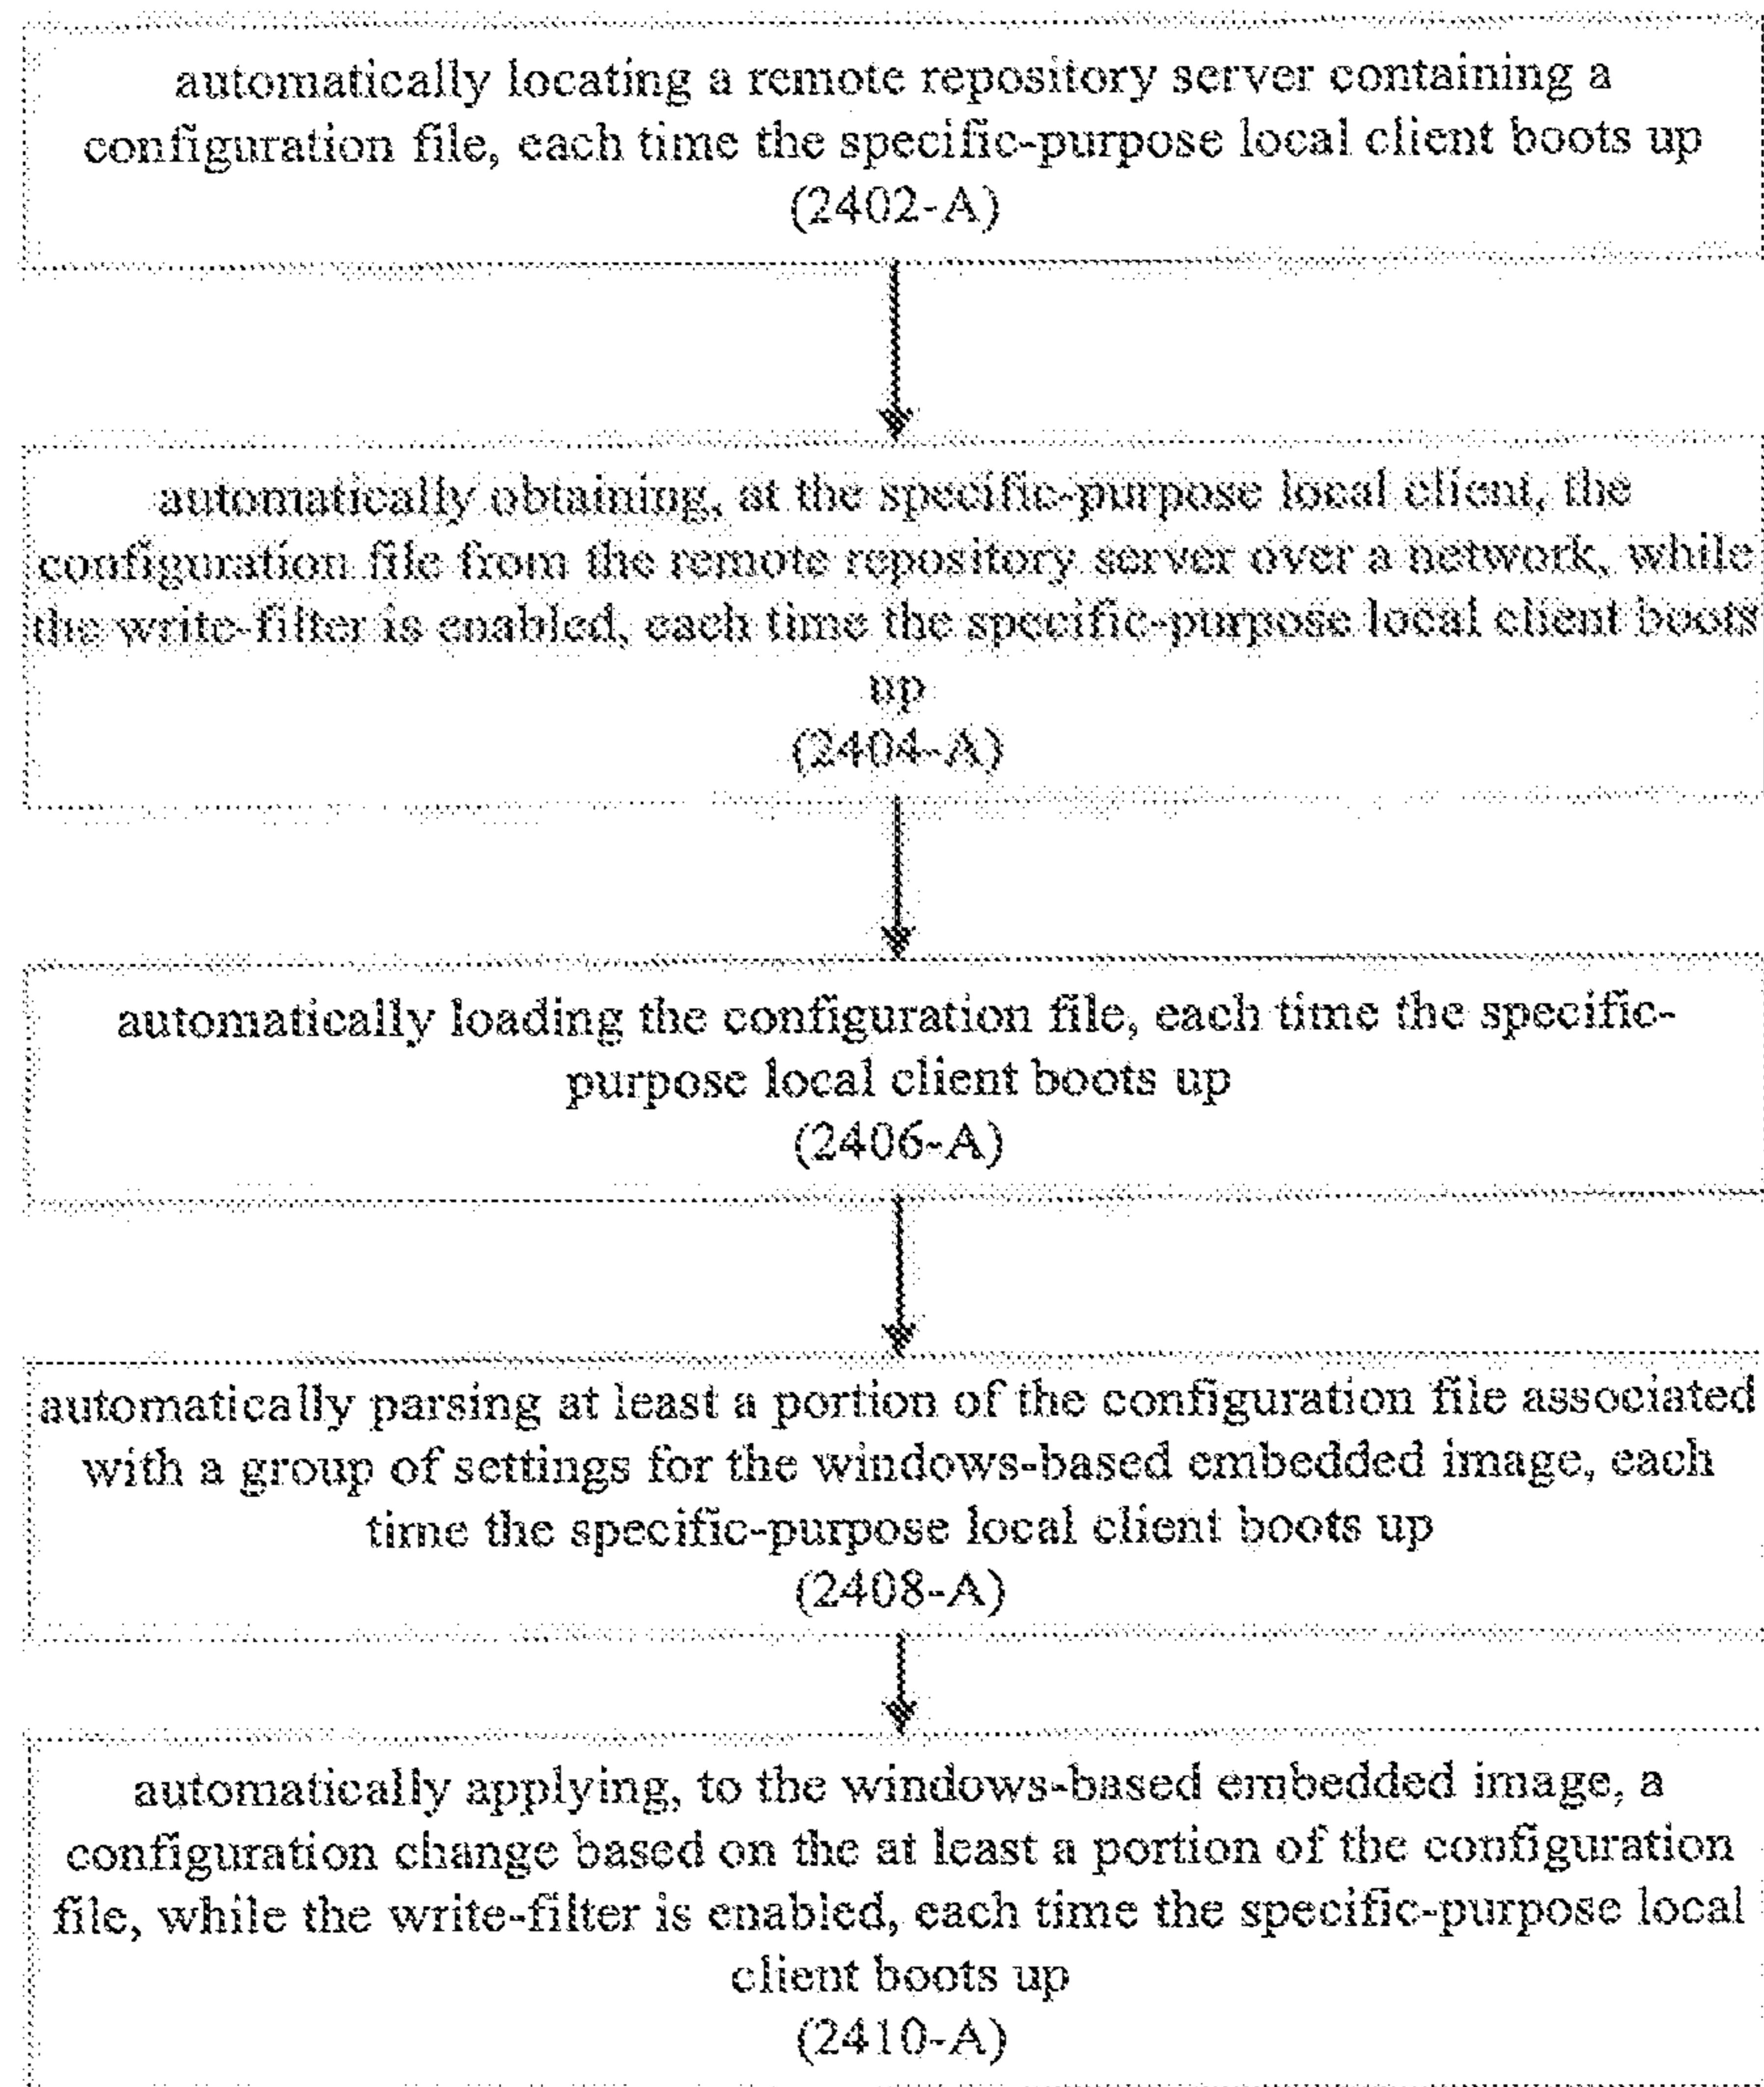 automatically locating a remote repository server containing a
configuration file, each time the specific-purpose local client boots up
(2402-A)
automatically obtaining, at the specific-purpose local client, the
configuration file from the remote repository server over a network, while
the write-filter is enabled, each time the specific-purpose local client boots
up
(2404-A)
automatically loading the configuration file, each time the specific-
purpose local client boots up
(2406-A)
automatically parsing at least a portion of the configuration file associated
with a group of settings for the windows-based embedded image, each
time the specific-purpose local client boots up
(2408-A)
automatically applying, to the windows-based embedded image, a
configuration change based on the at least a portion of the configuration
file, while the write-filter is enabled, each time the specific-purpose local
client boots up
(2410-A)